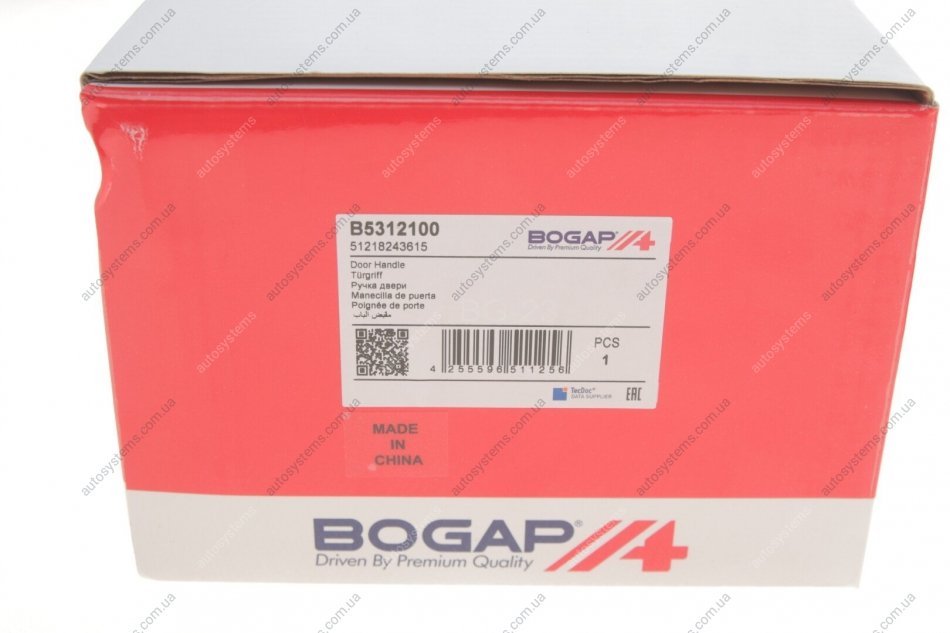 B5312100
51218243615
BOGAP
Driven By Premium Quality
Door Handle
Türgriff
Ручка двери
Manecilla de puerta
Poignée de porte
مقبض الباب
4 255596 511256
PCS
1
TecDoc®
DATA SUPPLIER
EAC
MADE
IN
CHINA
BOGAP®
Driven By Premium Quality
autosystems.com.ua